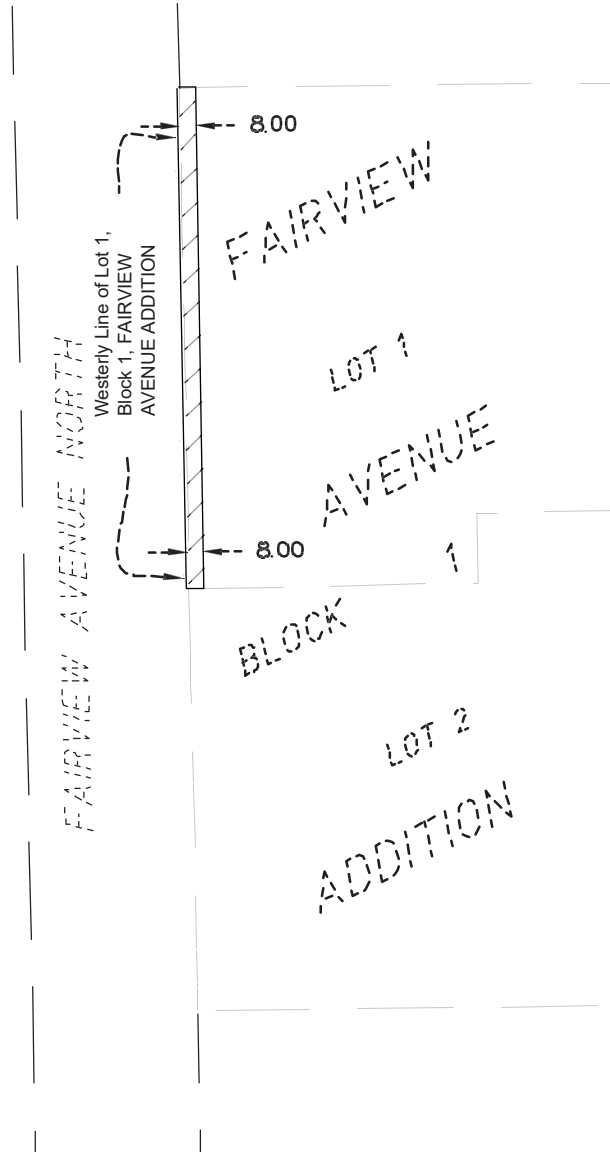 8.00
FAIRVIEW
Westerly Line of Lot 1,
Block 1, FAIRVIEW
AVENUE ADDITION
FAIRVIEW AVENUE NORTH
LOT 1
AVENUE
8.00
1
BLOCK
LOT 2
ADDITION